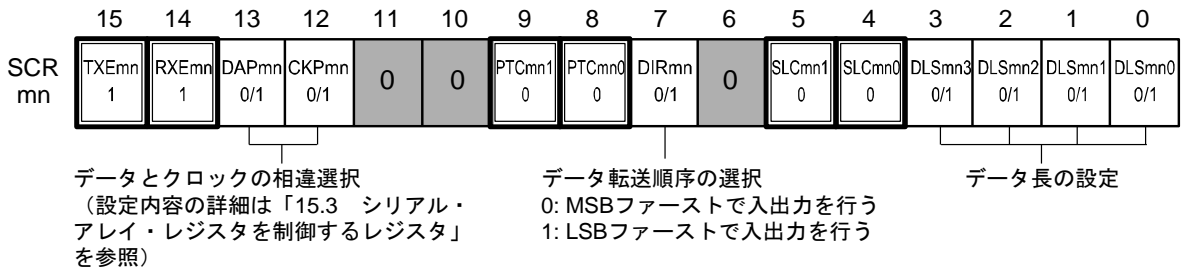 15 14 13 12 11 10 9 8 7 6 5 4 3 2 1 0
SCR
mn
TXEmn RXEmn DAPmn CKPmn 0 0 PTCmn1 PTCmn0 DIRmn 0 SLCmn1 SLCmn0 DLSmn3 DLSmn2 DLSmn1 DLSmn0
1 1 0/1 0/1 0 0 0/1 0 0 0/1 0/1 0/1 0/1
データとクロックの相違選択
（設定内容の詳細は「15.3　シリアル・
アレイ・レジスタを制御するレジスタ」
を参照）
データ転送順序の選択
0: MSBファーストで入出力を行う
1: LSBファーストで入出力を行う
データ長の設定